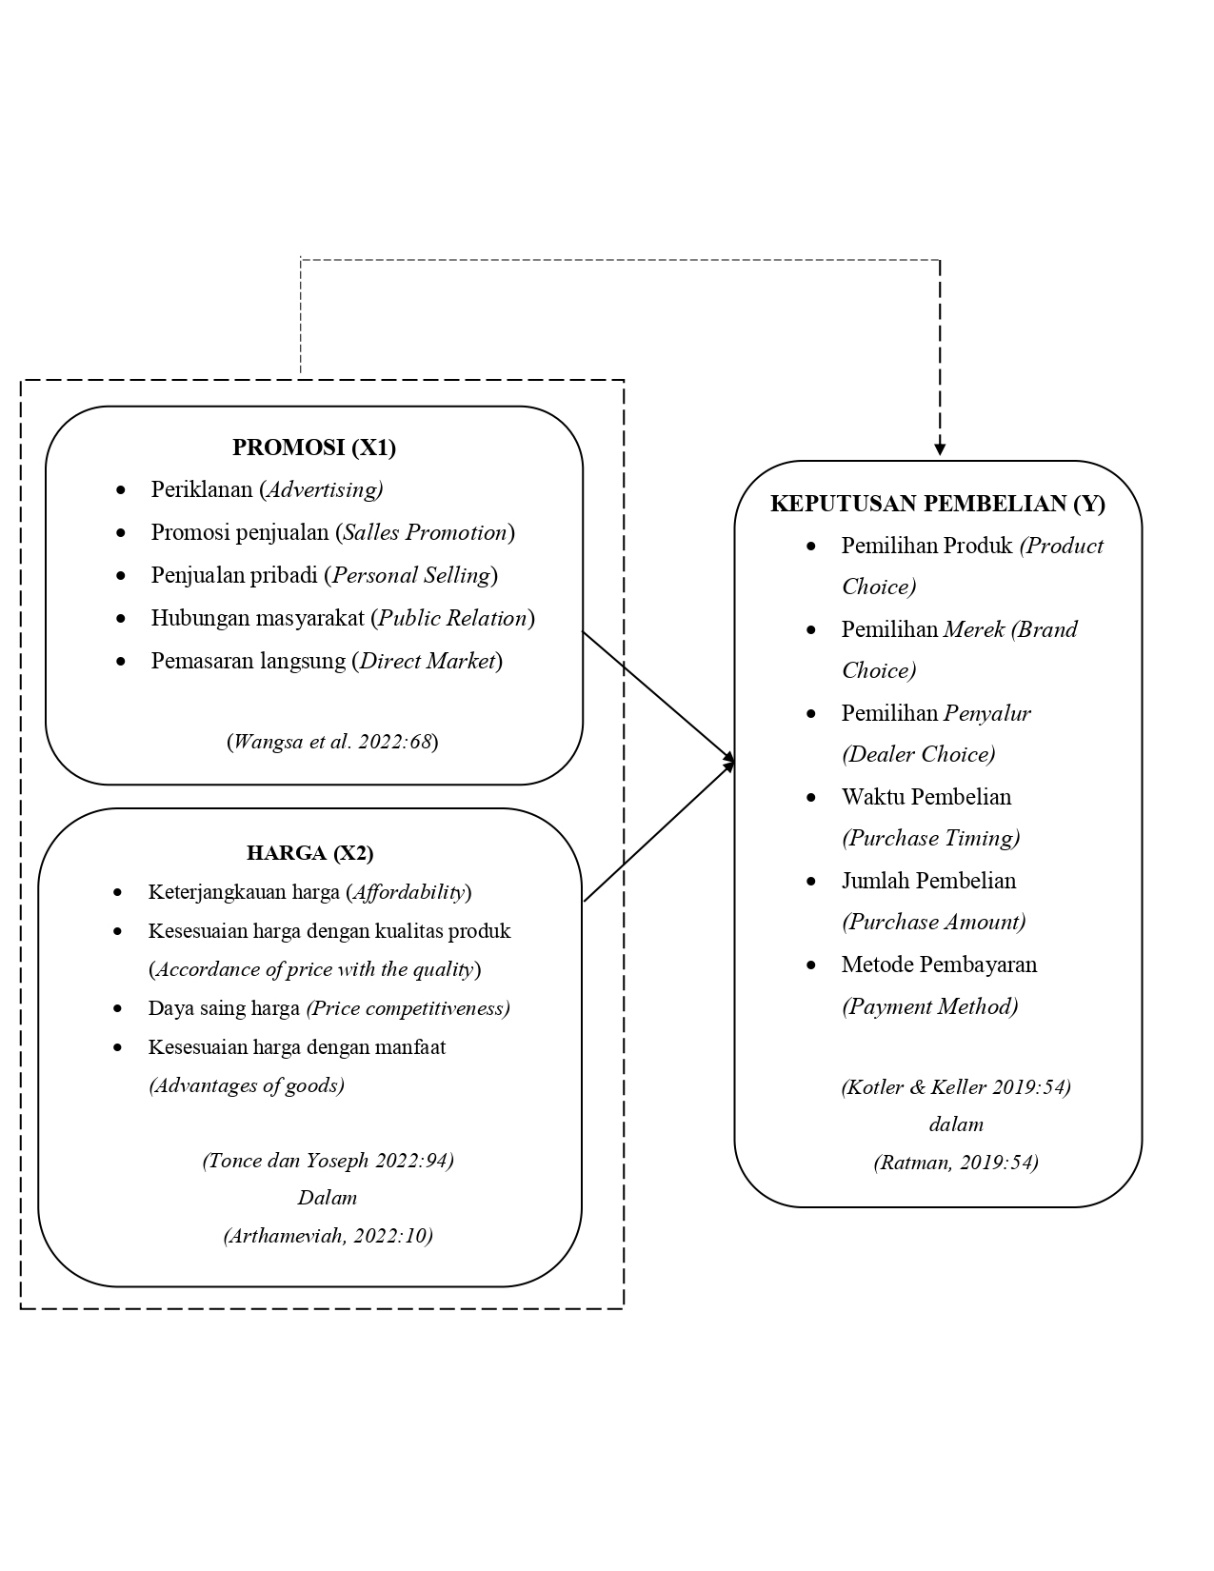 PROMOSI (X1)
• Periklanan (Advertising)
• Promosi penjualan (Salles Promotion)
• Penjualan pribadi (Personal Selling)
• Hubungan masyarakat (Public Relation)
• Pemasaran langsung (Direct Market)
(Wangsa et al. 2022:68)
HARGA (X2)
• Keterjangkauan harga (Affordability)
• Kesesuaian harga dengan kualitas produk
(Accordance of price with the quality)
• Daya saing harga (Price competitiveness)
• Kesesuaian harga dengan manfaat
(Advantages of goods)
(Tonce dan Yoseph 2022:94)
Dalam
(Arthameviah, 2022:10)
KEPUTUSAN PEMBELIAN (Y)
• Pemilihan Produk (Product
Choice)
• Pemilihan Merek (Brand
Choice)
• Pemilihan Penyalur
(Dealer Choice)
• Waktu Pembelian
(Purchase Timing)
• Jumlah Pembelian
(Purchase Amount)
• Metode Pembayaran
(Payment Method)
(Kotler & Keller 2019:54)
dalam
(Ratman, 2019:54)